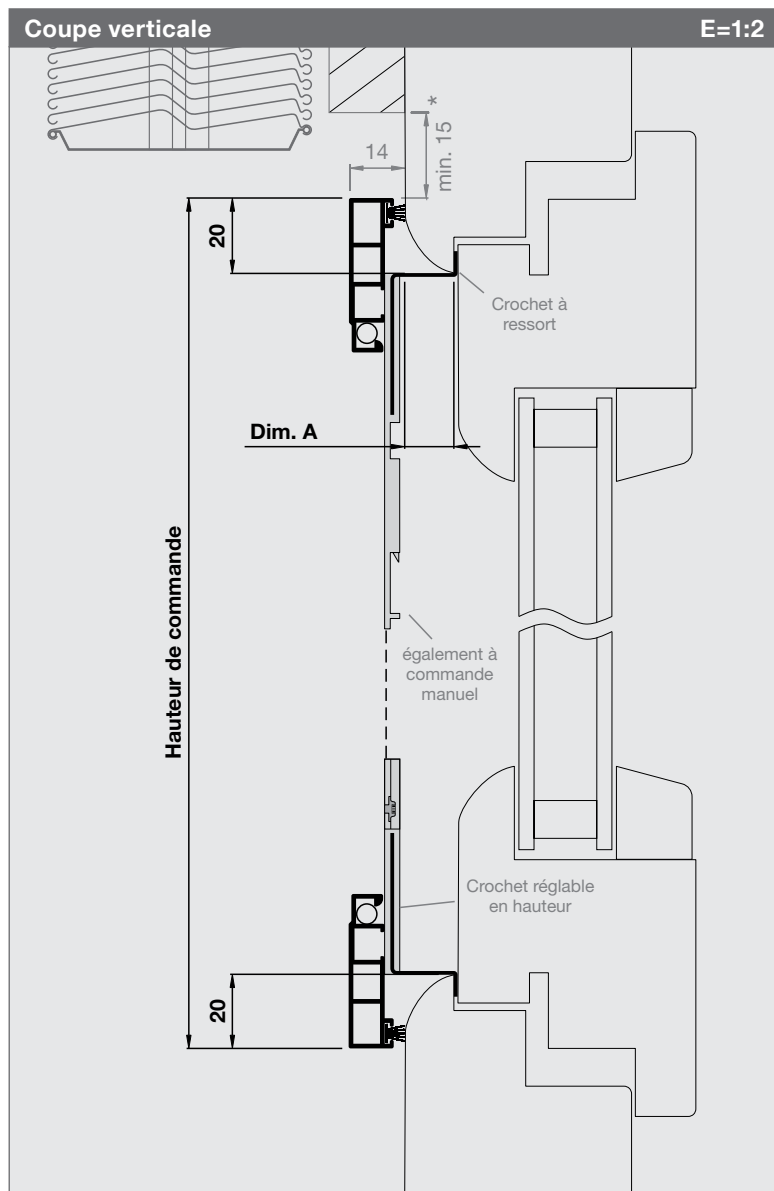 Coupe verticale E=1:2
min. 15 *
14
20
Crochet à
ressort
Dim. A
Hauteur de commande
également à
commande
manuel
Crochet réglable
en hauteur
20